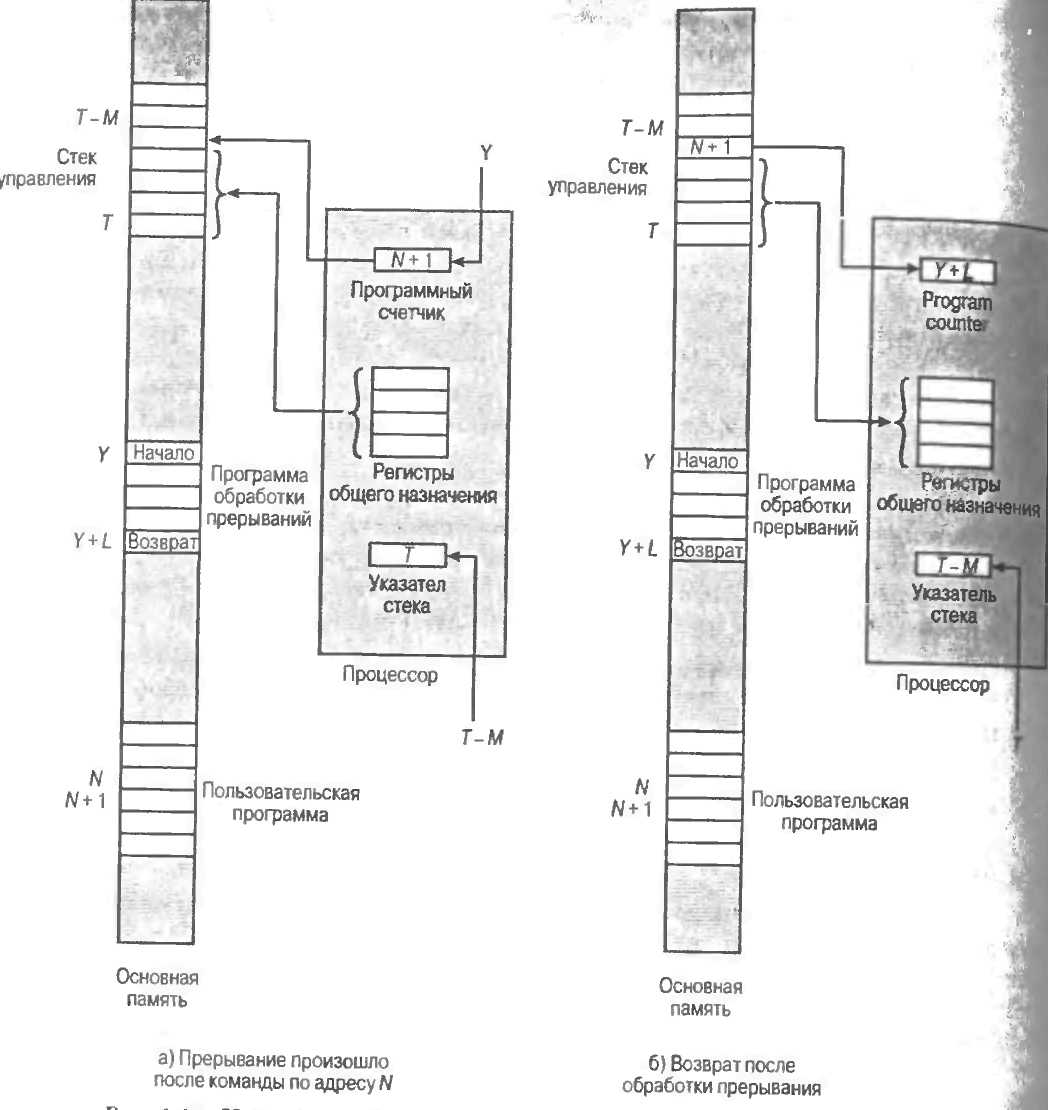 T – M
Стек
управления
T
Y
N + 1
Программный
счетчик
Y
Начало
Программа
обработки
прерываний
Y + L
Возврат
Регистры
общего назначения
T
Указател
стека
Процессор
T – M
N
N + 1
Пользовательская
программа
Основная
память
а) Прерывание произошло
после команды по адресу N
T – M
N + 1
Стек
управления
T
Y + L
Program
counter
Y
Начало
Программа
обработки
прерываний
Y + L
Возврат
Регистры
общего назначения
T – M
Указатель
стека
Процессор
T
N
N + 1
Пользовательская
программа
Основная
память
б) Возврат после
обработки прерывания